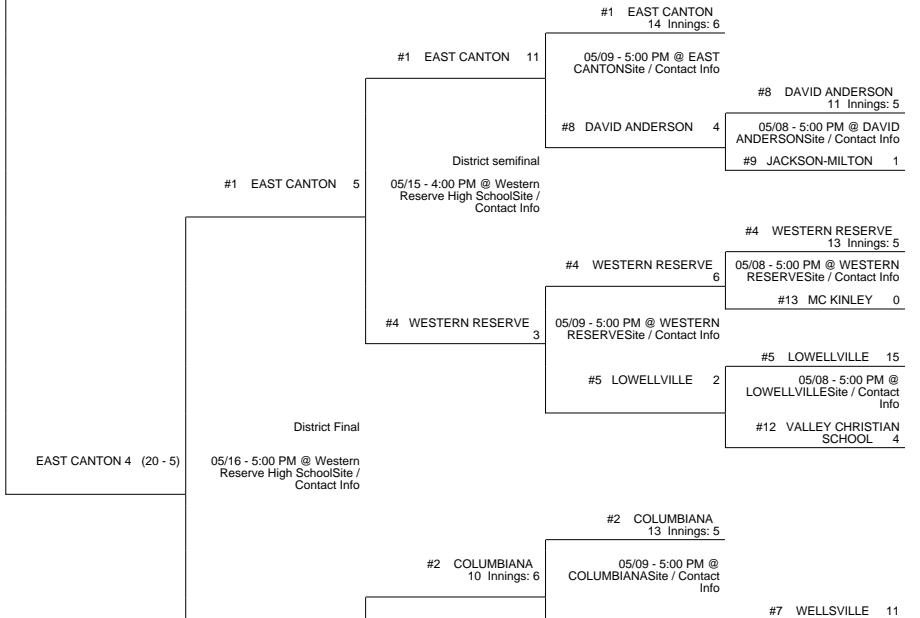 #1 EAST CANTON
14 Innings: 6
#1 EAST CANTON 11
05/09 - 5:00 PM @ EAST
CANTONSite / Contact Info
#8 DAVID ANDERSON
11 Innings: 5
#8 DAVID ANDERSON 4
05/08 - 5:00 PM @ DAVID
ANDERSONSite / Contact Info
#9 JACKSON-MILTON 1
District semifinal
#1 EAST CANTON 5
05/15 - 4:00 PM @ Western
Reserve High SchoolSite /
Contact Info
#4 WESTERN RESERVE
13 Innings: 5
#4 WESTERN RESERVE
6
05/08 - 5:00 PM @ WESTERN
RESERVESite / Contact Info
#13 MC KINLEY 0
#4 WESTERN RESERVE
3
05/09 - 5:00 PM @ WESTERN
RESERVESite / Contact Info
#5 LOWELLVILLE 15
#5 LOWELLVILLE 2
05/08 - 5:00 PM @
LOWELLVILLESite / Contact
Info
#12 VALLEY CHRISTIAN
SCHOOL 4
District Final
EAST CANTON 4 (20 - 5)
05/16 - 5:00 PM @ Western
Reserve High SchoolSite /
Contact Info
#2 COLUMBIANA
13 Innings: 5
#2 COLUMBIANA
10 Innings: 6
05/09 - 5:00 PM @
COLUMBIANASite / Contact
Info
#7 WELLSVILLE 11